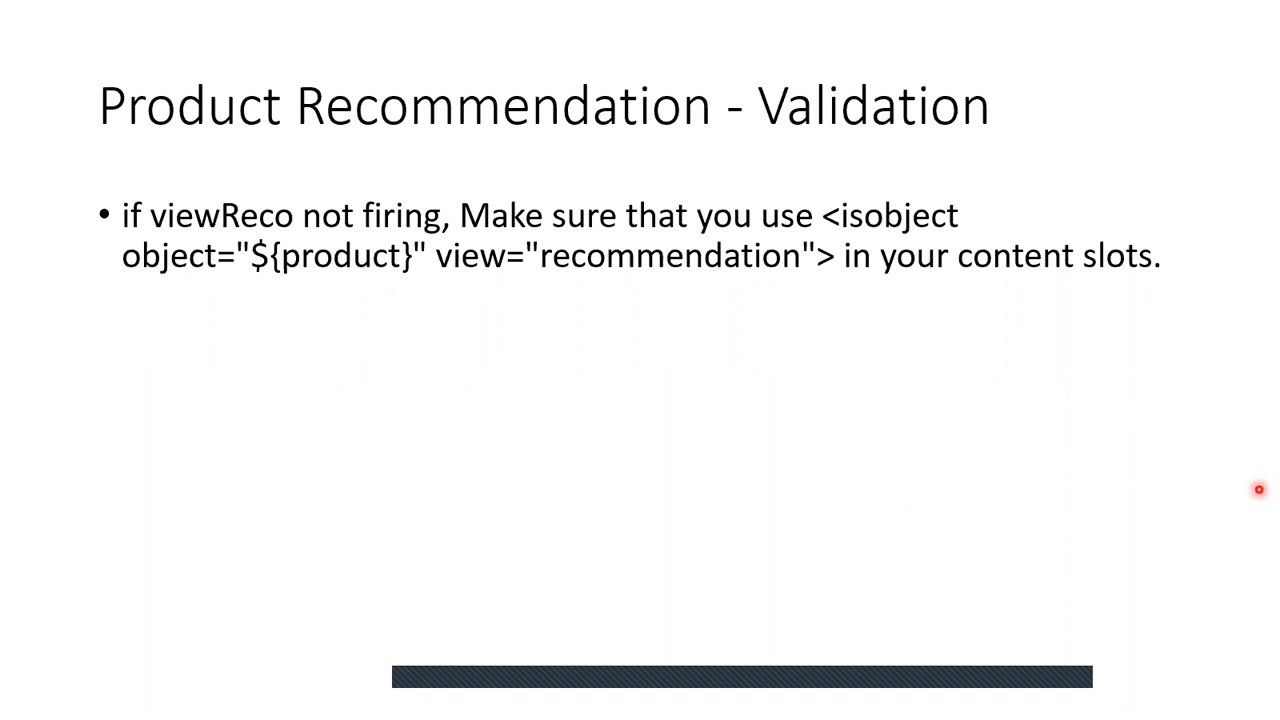 Product Recommendation - Validation
• if viewReco not firing, Make sure that you use <isobject
object="${product}" view="recommendation"> in your content slots.